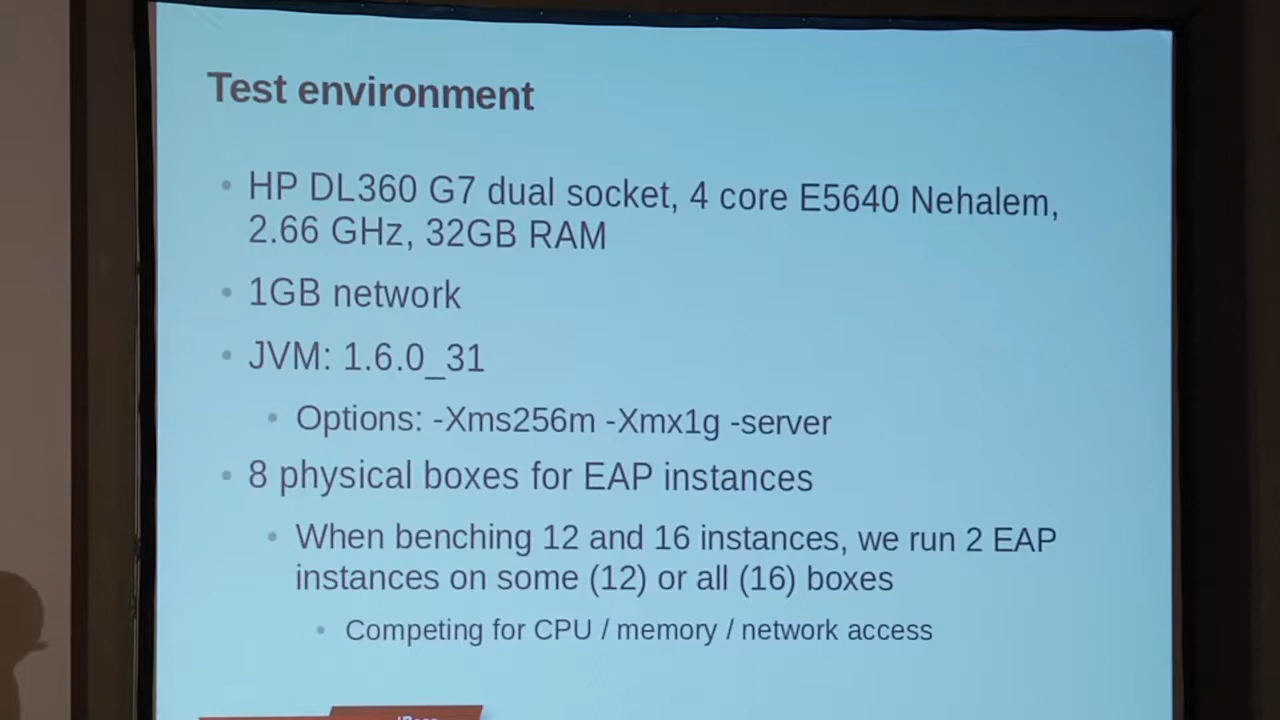 Test environment
• HP DL360 G7 dual socket, 4 core E5640 Nehalem,
2.66 GHz, 32GB RAM
• 1GB network
• JVM: 1.6.0_31
• Options: -Xms256m -Xmx1g -server
• 8 physical boxes for EAP instances
• When benching 12 and 16 instances, we run 2 EAP
instances on some (12) or all (16) boxes
• Competing for CPU / memory / network access